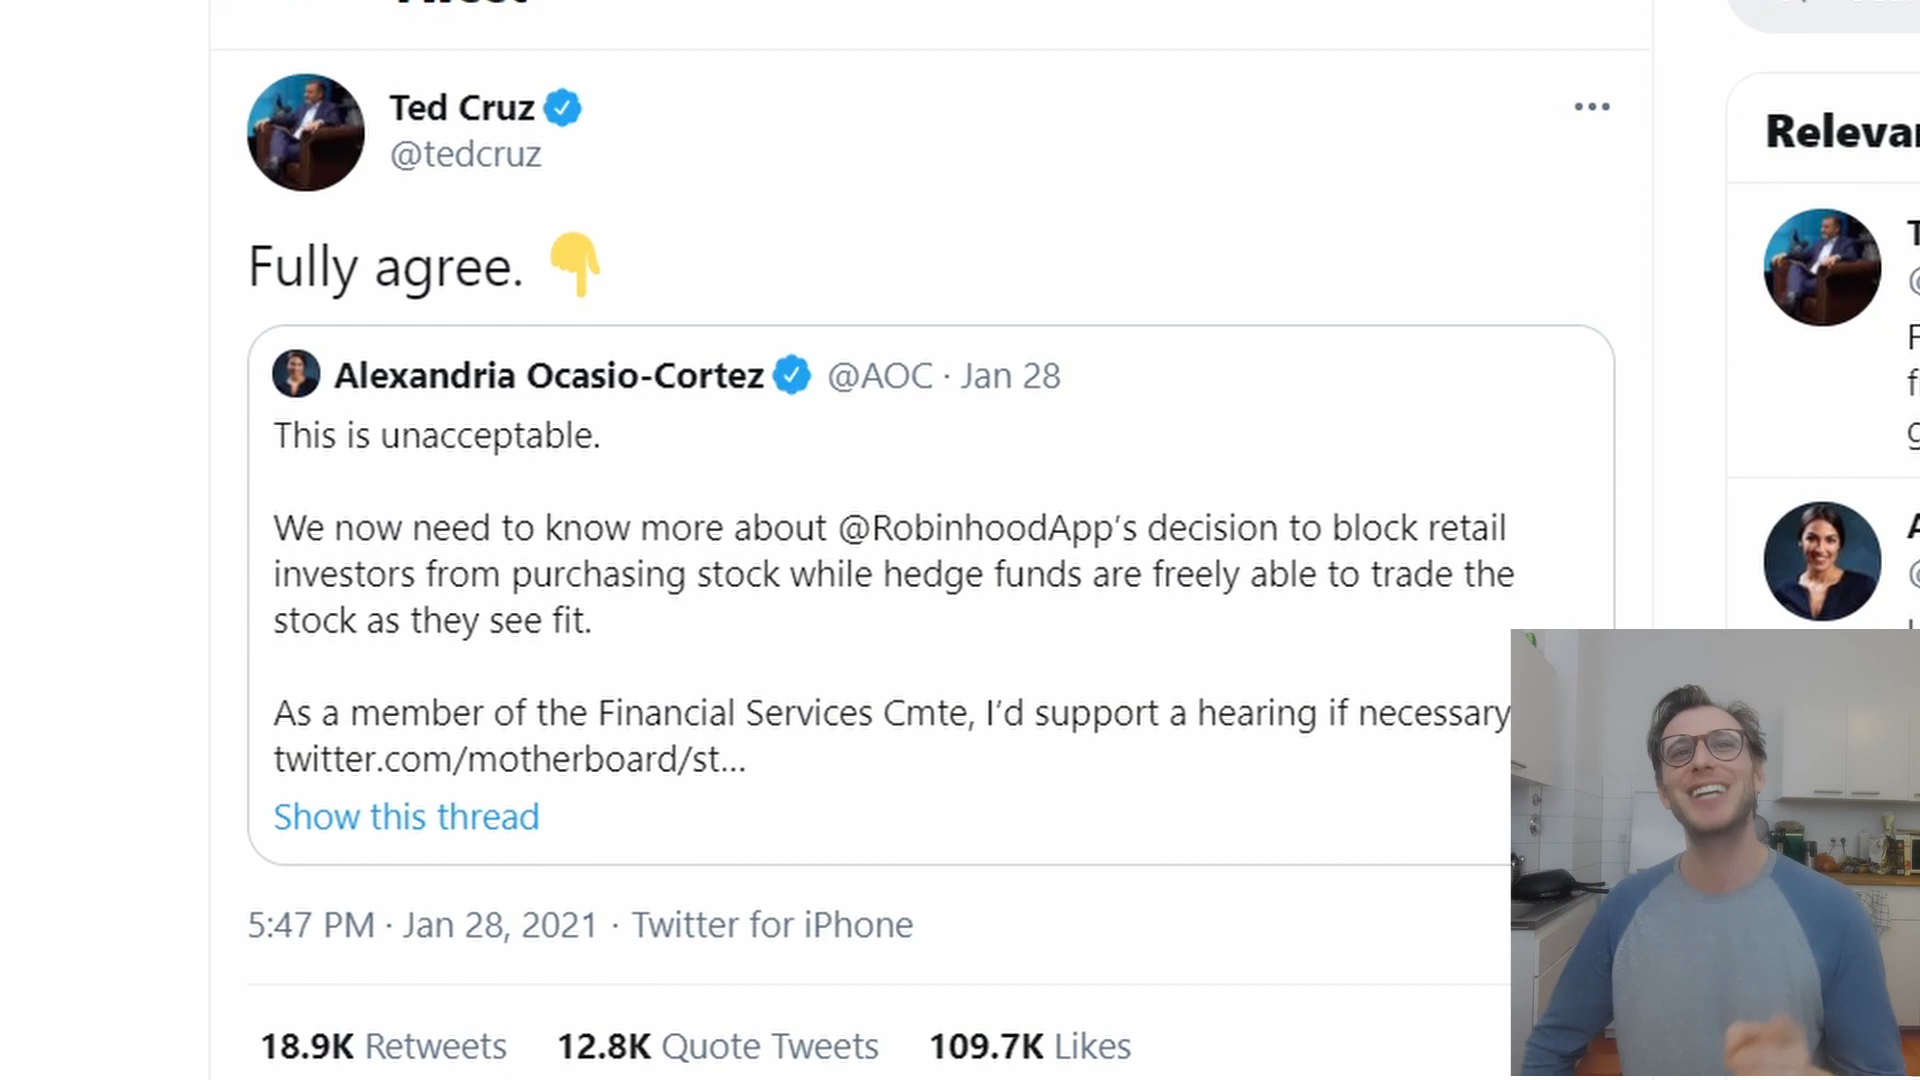 Ted Cruz
@tedcruz
Fully agree. 👇
Alexandria Ocasio-Cortez @AOC · Jan 28
This is unacceptable.
We now need to know more about @RobinhoodApp's decision to block retail
investors from purchasing stock while hedge funds are freely able to trade the
stock as they see fit.
As a member of the Financial Services Cmte, I'd support a hearing if necessary
twitter.com/motherboard/st...
Show this thread
5:47 PM · Jan 28, 2021 · Twitter for iPhone
18.9K Retweets 12.8K Quote Tweets 109.7K Likes